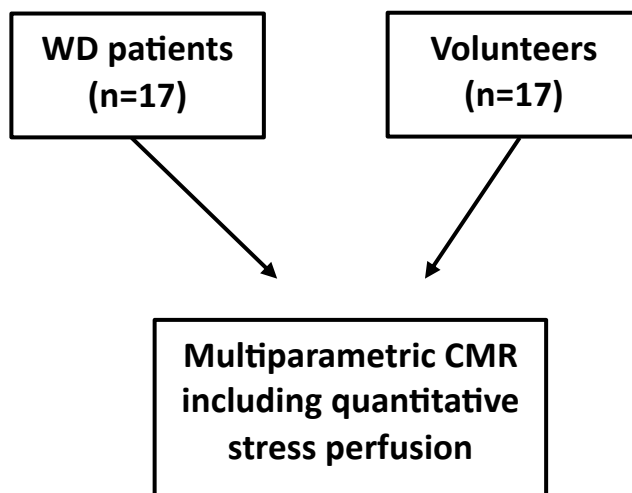 WD patients
(n=17)
Volunteers
(n=17)
Multiparametric CMR
including quantitative
stress perfusion